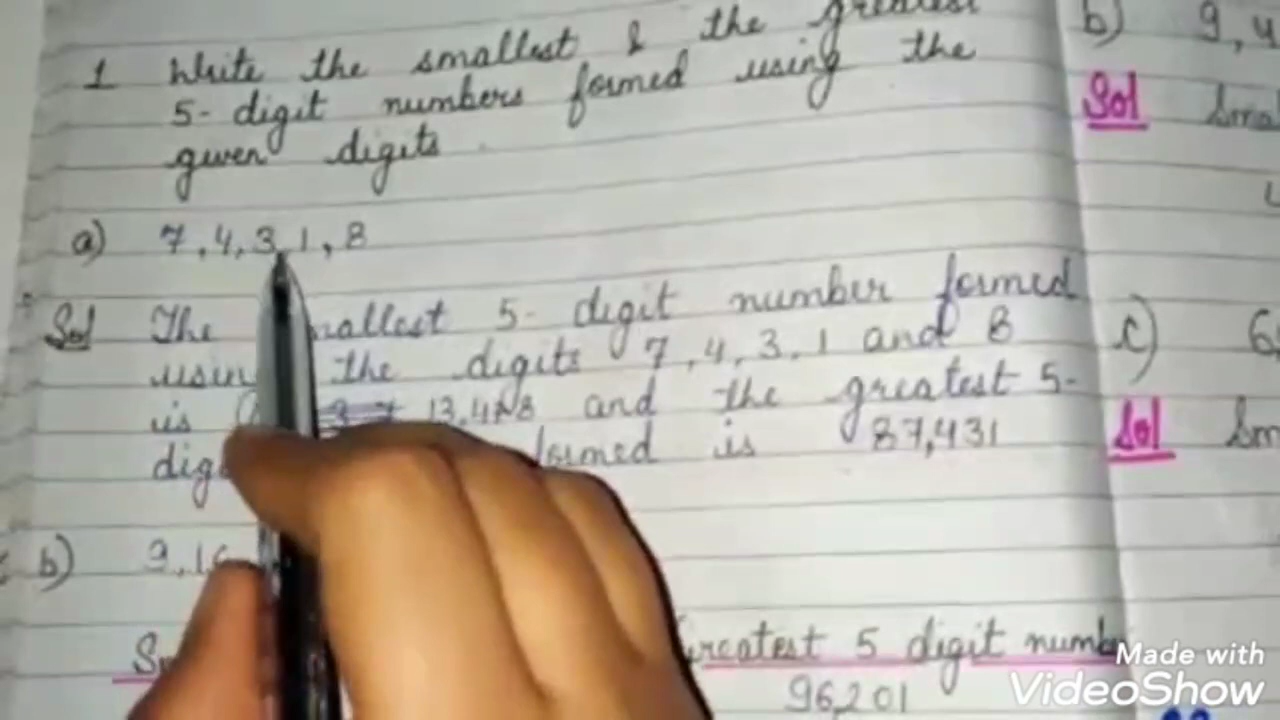 1 Write the smallest & the greatest
5- digit numbers formed using the
given digits
a) 7, 4, 3, 1, 8
Sol The smallest 5- digit number formed
using the digits 7, 4, 3, 1 and 8
is 13,478 and the greatest 5-
formed is 87,431
b) 9, 1
Greatest 5 digit number
96,201
b) 9, 4
Sol
c) 6,
Sol
Made with
VideoShow